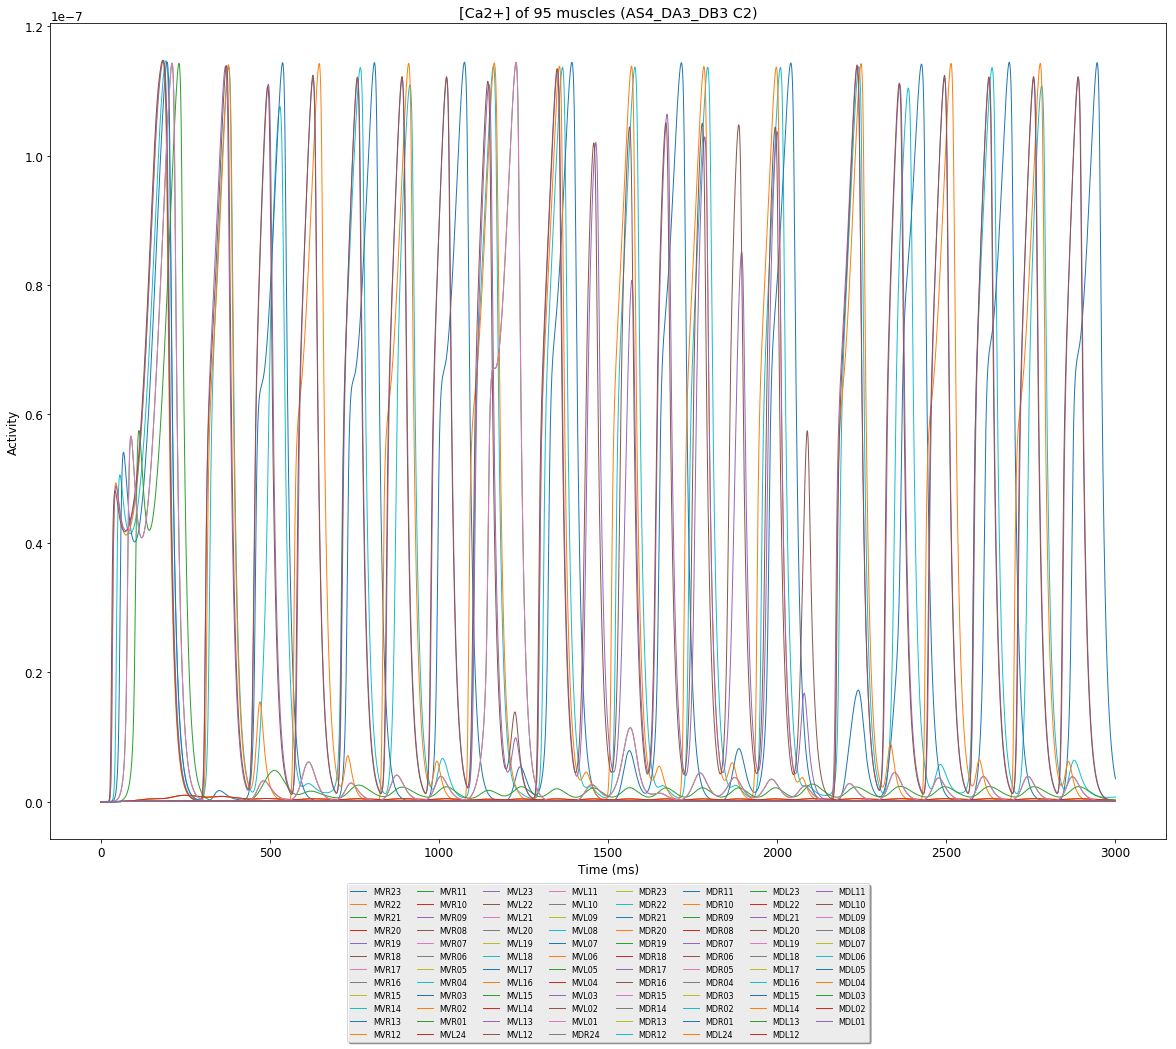 [Ca2+] of 95 muscles (AS4_DA3_DB3 C2)
1e−7
1.2
1.0
0.8
0.6
0.4
0.2
0.0
Activity
0 500 1000 1500 2000 2500 3000
Time (ms)
MVR23 MVR11 MVL23 MVL11 MDR23 MDR11 MDL23 MDL11
MVR22 MVR10 MVL22 MVL10 MDR22 MDR10 MDL22 MDL10
MVR21 MVR09 MVL21 MVL09 MDR21 MDR09 MDL21 MDL09
MVR20 MVR08 MVL20 MVL08 MDR20 MDR08 MDL20 MDL08
MVR19 MVR07 MVL19 MVL07 MDR19 MDR07 MDL19 MDL07
MVR18 MVR06 MVL18 MVL06 MDR18 MDR06 MDL18 MDL06
MVR17 MVR05 MVL17 MVL05 MDR17 MDR05 MDL17 MDL05
MVR16 MVR04 MVL16 MVL04 MDR16 MDR04 MDL16 MDL04
MVR15 MVR03 MVL15 MVL03 MDR15 MDR03 MDL15 MDL03
MVR14 MVR02 MVL14 MVL02 MDR14 MDR02 MDL14 MDL02
MVR13 MVR01 MVL13 MVL01 MDR13 MDR01 MDL13 MDL01
MVR12 MVL24 MVL12 MDR24 MDR12 MDL24 MDL12